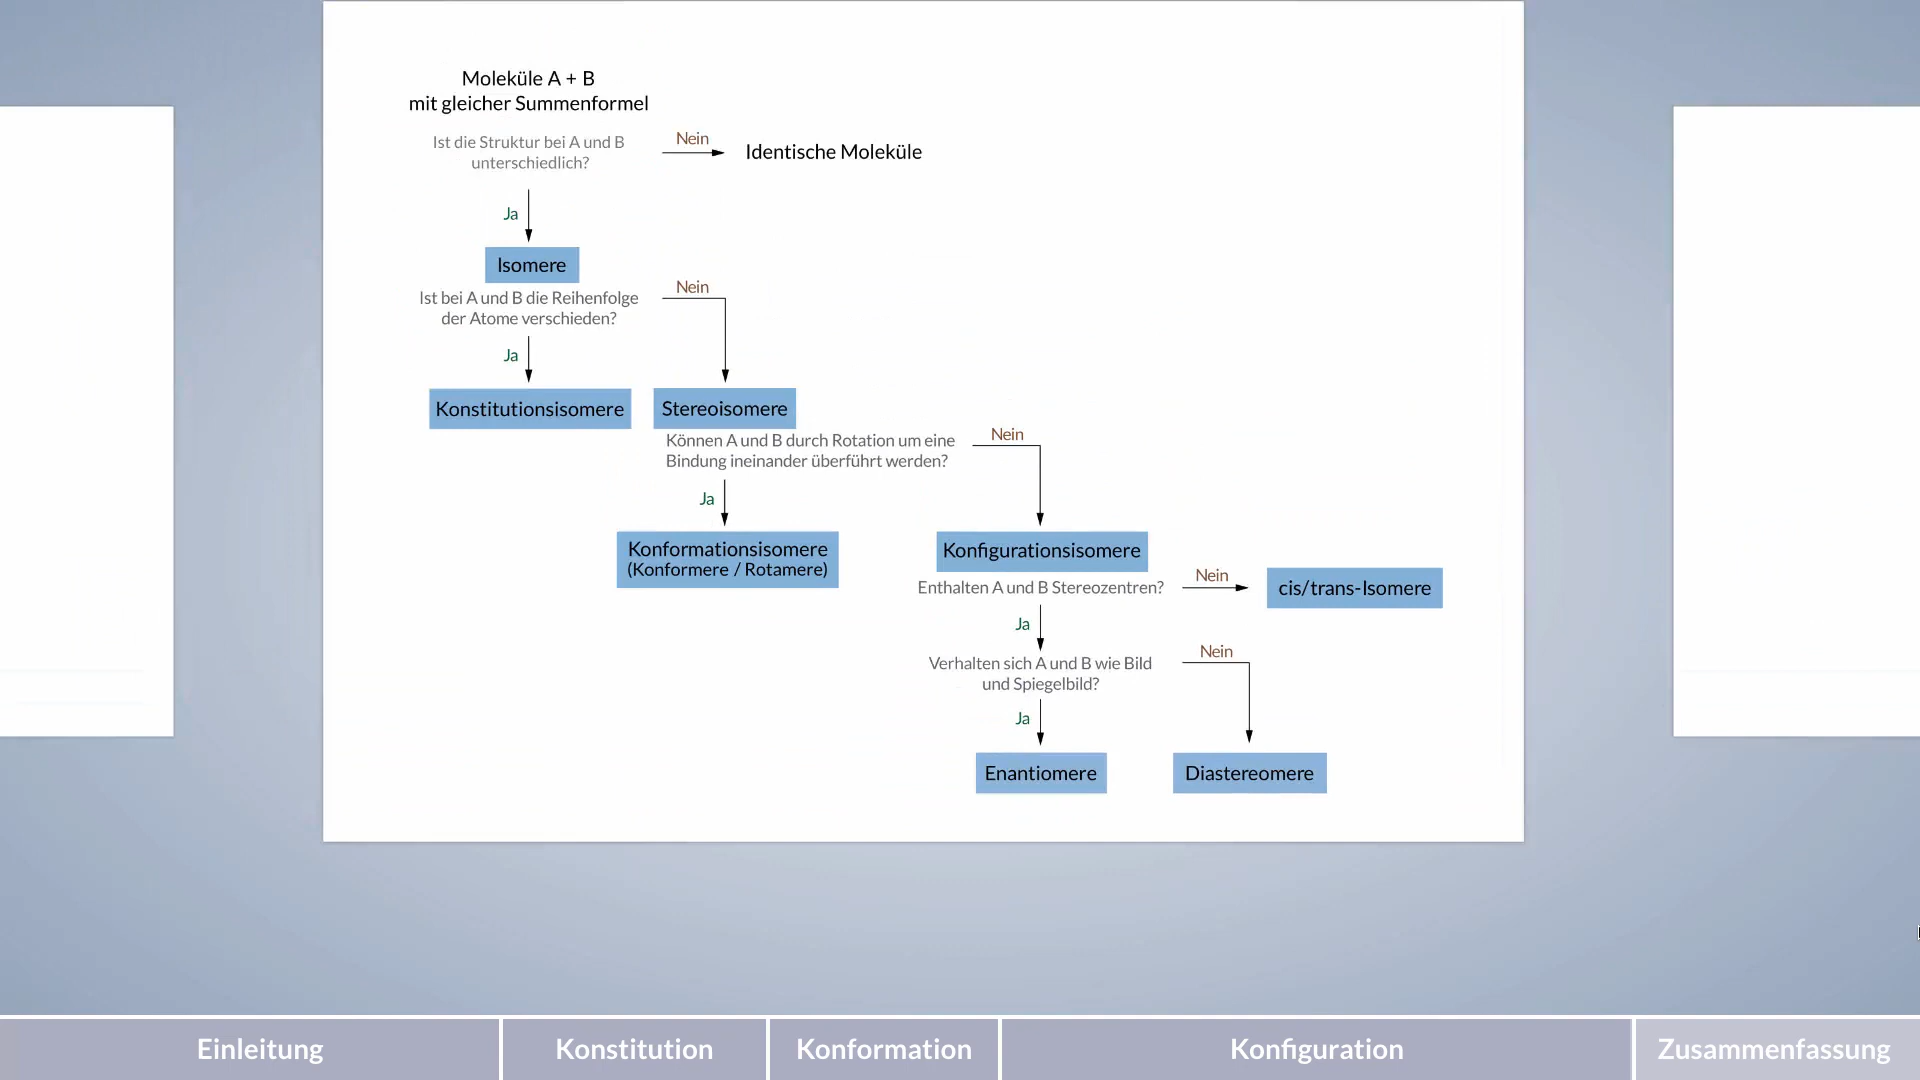 Moleküle A + B
mit gleicher Summenformel
Ist die Struktur bei A und B
unterschiedlich?
Nein
Identische Moleküle
Ja
Isomere
Ist bei A und B die Reihenfolge
der Atome verschieden?
Nein
Ja
Konstitutionsisomere
Stereoisomere
Können A und B durch Rotation um eine
Bindung ineinander überführt werden?
Nein
Ja
Konformationsisomere
(Konformere / Rotamere)
Konfigurationsisomere
Enthalten A und B Stereozentren?
Nein
cis/trans-Isomere
Ja
Verhalten sich A und B wie Bild
und Spiegelbild?
Nein
Ja
Enantiomere
Diastereomere
Einleitung
Konstitution
Konformation
Konfiguration
Zusammenfassung